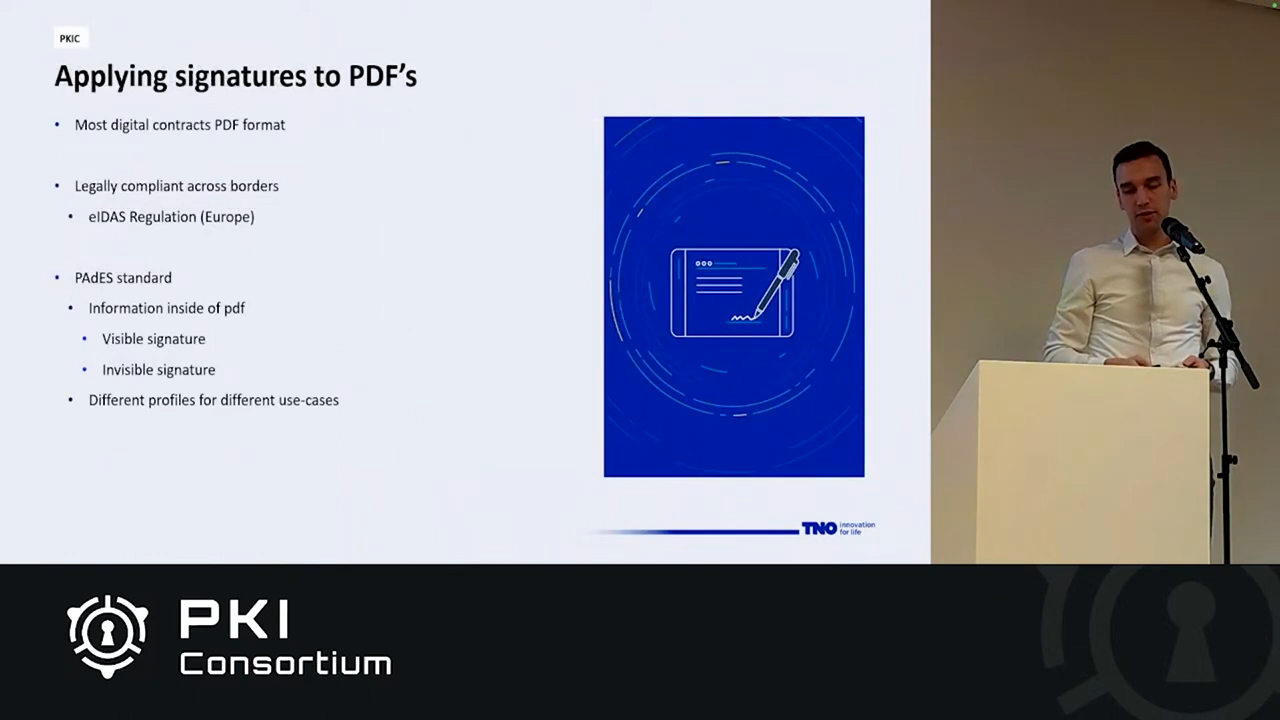 PKIC
Applying signatures to PDF's
• Most digital contracts PDF format
• Legally compliant across borders
• eIDAS Regulation (Europe)
• PAdES standard
• Information inside of pdf
• Visible signature
• Invisible signature
• Different profiles for different use-cases
TNO innovation
for life
PKI
Consortium